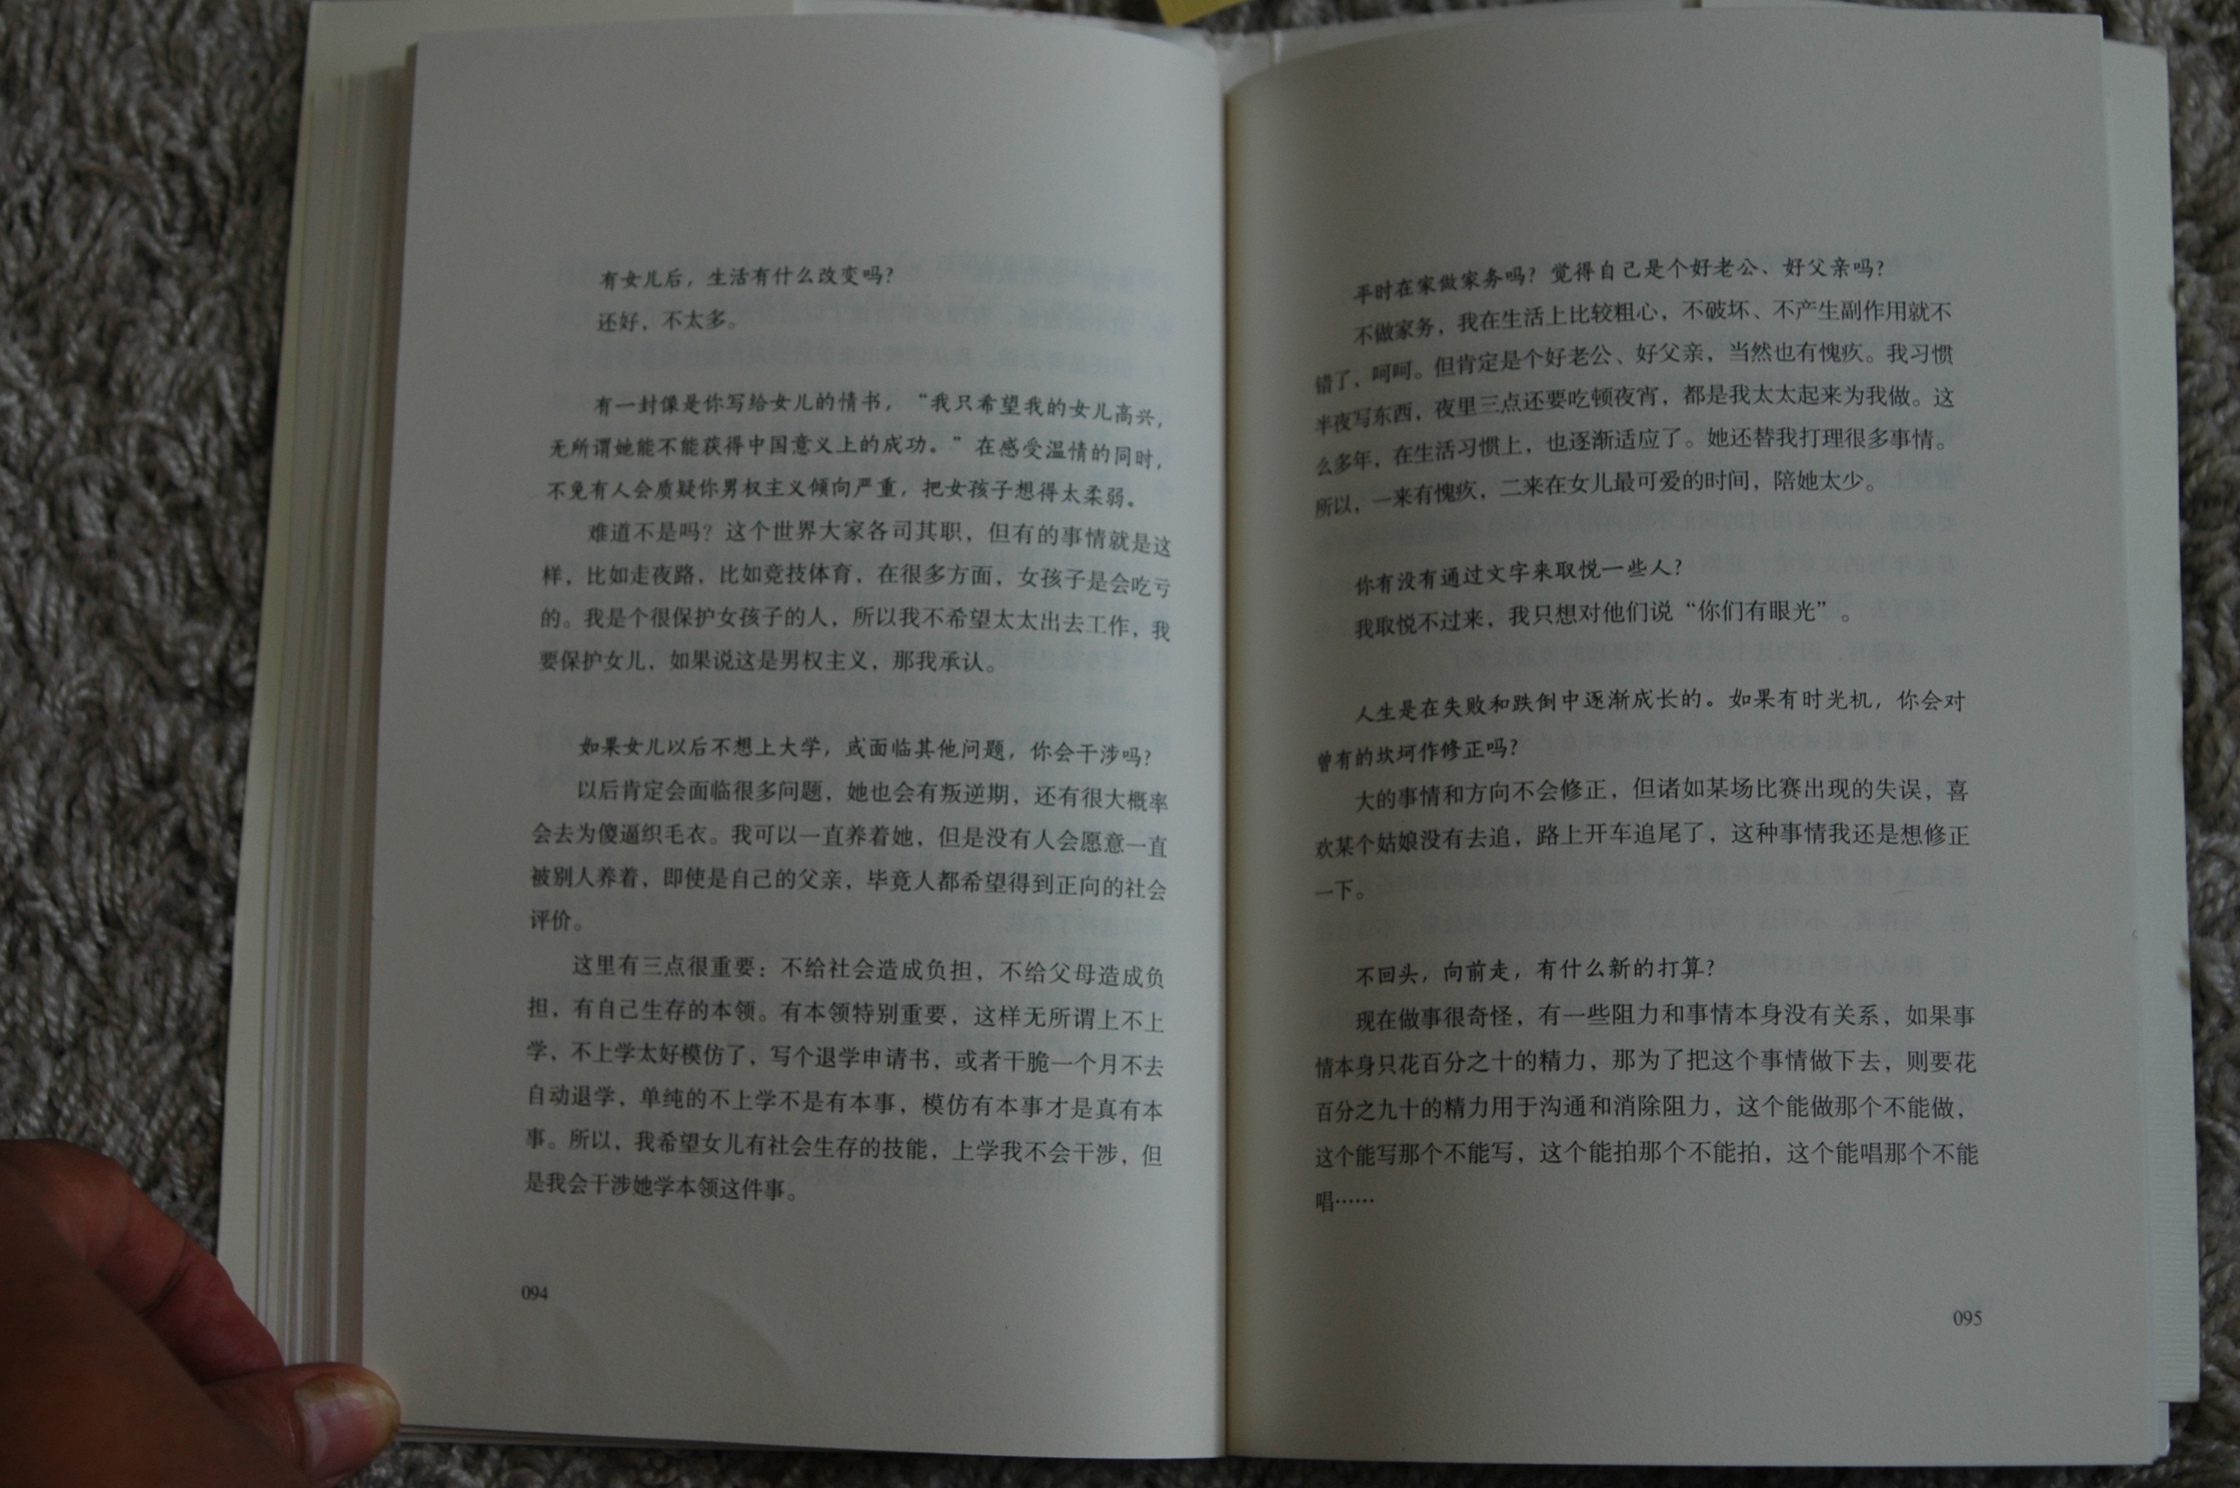 有女儿后，生活有什么改变吗？
还好，不太多。
有一封像是你写给女儿的情书，“我只希望我的女儿高兴，
无所谓她能不能获得中国意义上的成功。”在感受温情的同时，
不免有人会质疑你男权主义倾向严重，把女孩子想得太柔弱。
难道不是吗？这个世界大家各司其职，但有的事情就是这
样，比如走夜路，比如竞技体育，在很多方面，女孩子是会吃亏
的。我是个很保护女孩子的人，所以我不希望太太出去工作，我
要保护女儿，如果说这是男权主义，那我承认。
如果女儿以后不想上大学，或面临其他问题，你会干涉吗？
以后肯定会面临很多问题，她也会有叛逆期，还有很大概率
会去为傻逼织毛衣。我可以一直养着她，但是没有人会愿意一直
被别人养着，即使是自己的父亲，毕竟人都希望得到正向的社会
评价。
这里有三点很重要：不给社会造成负担，不给父母造成负
担，有自己生存的本领。有本领特别重要，这样无所谓上不上
学，不上学太好模仿了，写个退学申请书，或者干脆一个月不去
自动退学，单纯的不上学不是有本事，模仿有本事才是真有本
事。所以，我希望女儿有社会生存的技能，上学我不会干涉，但
是我会干涉她学本领这件事。
094
平时在家做家务吗？觉得自己是个好老公、好父亲吗？
不做家务，我在生活上比较粗心，不破坏、不产生副作用就不
错了，呵呵。但肯定是个好老公、好父亲，当然也有愧疚。我习惯
半夜写东西，夜里三点还要吃顿夜宵，都是我太太起来为我做。这
么多年，在生活习惯上，也逐渐适应了。她还替我打理很多事情。
所以，一来有愧疚，二来在女儿最可爱的时间，陪她太少。
你有没有通过文字来取悦一些人？
我取悦不过来，我只想对他们说“你们有眼光”。
人生是在失败和跌倒中逐渐成长的。如果有时光机，你会对
曾有的坎坷作修正吗？
大的事情和方向不会修正，但诸如某场比赛出现的失误，喜
欢某个姑娘没有去追，路上开车追尾了，这种事情我还是想修正
一下。
不回头，向前走，有什么新的打算？
现在做事很奇怪，有一些阻力和事情本身没有关系，如果事
情本身只花百分之十的精力，那为了把这个事情做下去，则要花
百分之九十的精力用于沟通和消除阻力，这个能做那个不能做，
这个能写那个不能写，这个能拍那个不能拍，这个能唱那个不能
唱……
095